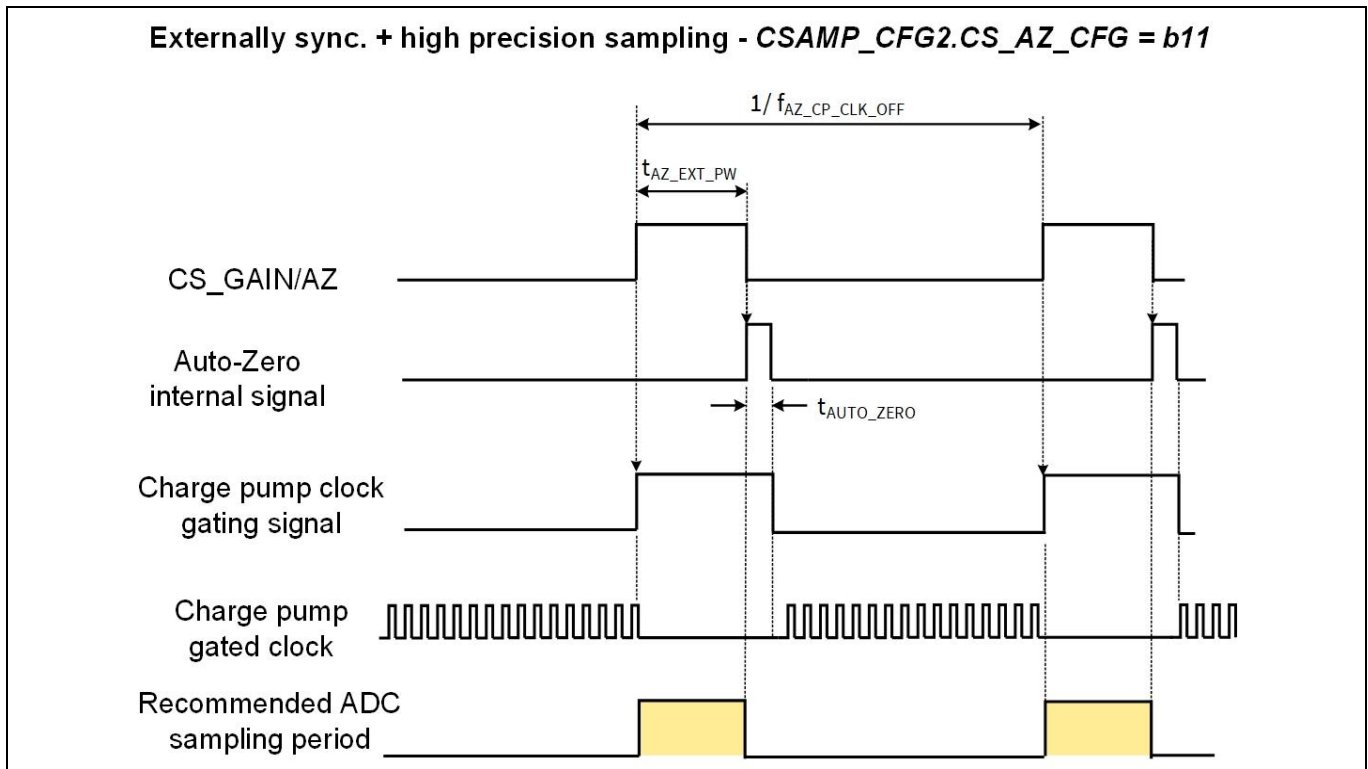 Externally sync. + high precision sampling - CSAMP_CFG2.CS_AZ_CFG = b11
1/ fAZ_CP_CLK_OFF
tAZ_EXT_PW
CS_GAIN/AZ
Auto-Zero
internal signal
tAUTO_ZERO
Charge pump clock
gating signal
Charge pump
gated clock
Recommended ADC
sampling period